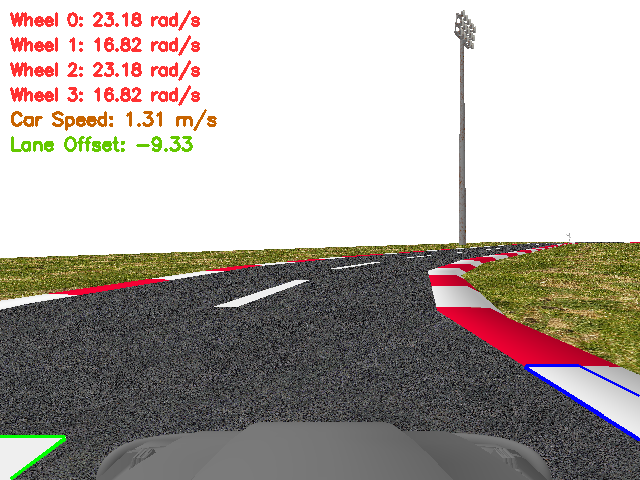 Wheel 0: 23.18 rad/s
Wheel 1: 16.82 rad/s
Wheel 2: 23.18 rad/s
Wheel 3: 16.82 rad/s
Car Speed: 1.31 m/s
Lane Offset: -9.33